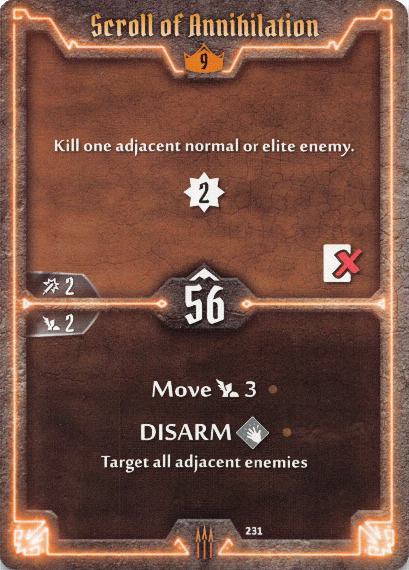 Scroll of Annihilation
9
Kill one adjacent normal or elite enemy.
2
2
56
2
Move 3
DISARM
Target all adjacent enemies
231